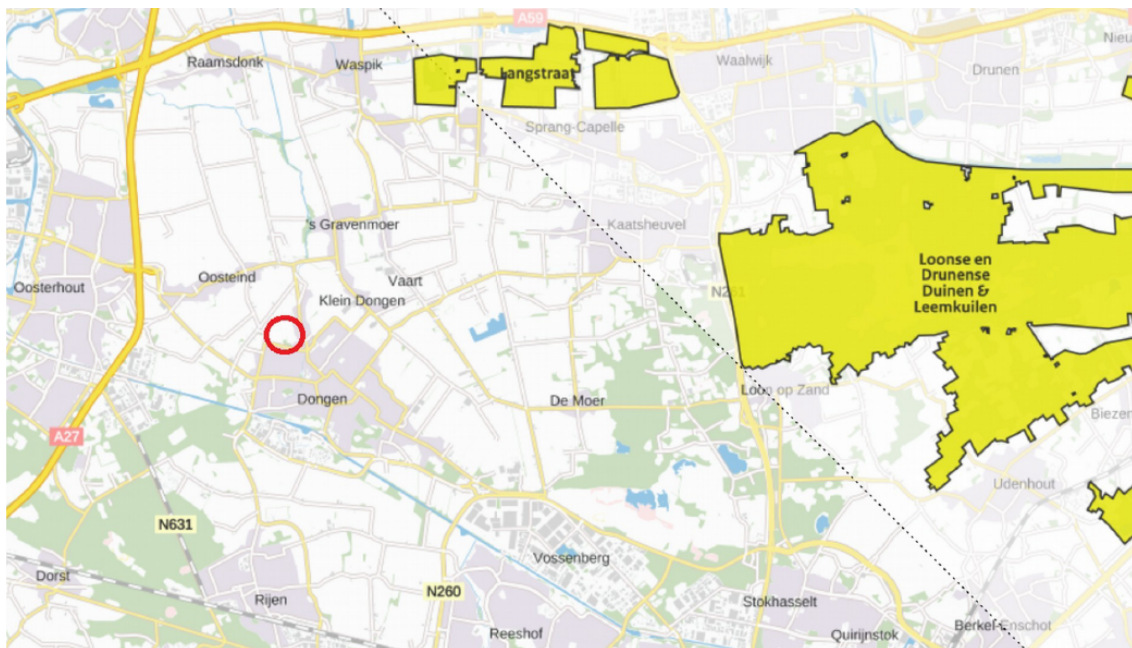 A59
Nieu
Raamsdonk
Waspik
Langstraat
Waalwijk
Drunen
Sprang-Capelle
's Gravenmoer
Kaatsheuvel
Oosteind
Vaart
Oosterhout
Klein Dongen
N261
Loonse en
Drunense
Duinen &
Leemkuilen
Dongen
De Moer
Loon op Zand
Biezen
A27
Udenhout
N631
Vossenberg
Dorst
N260
Rijen
Stokhasselt
Reeshof
Quirijnstok
Berkel-Enschot